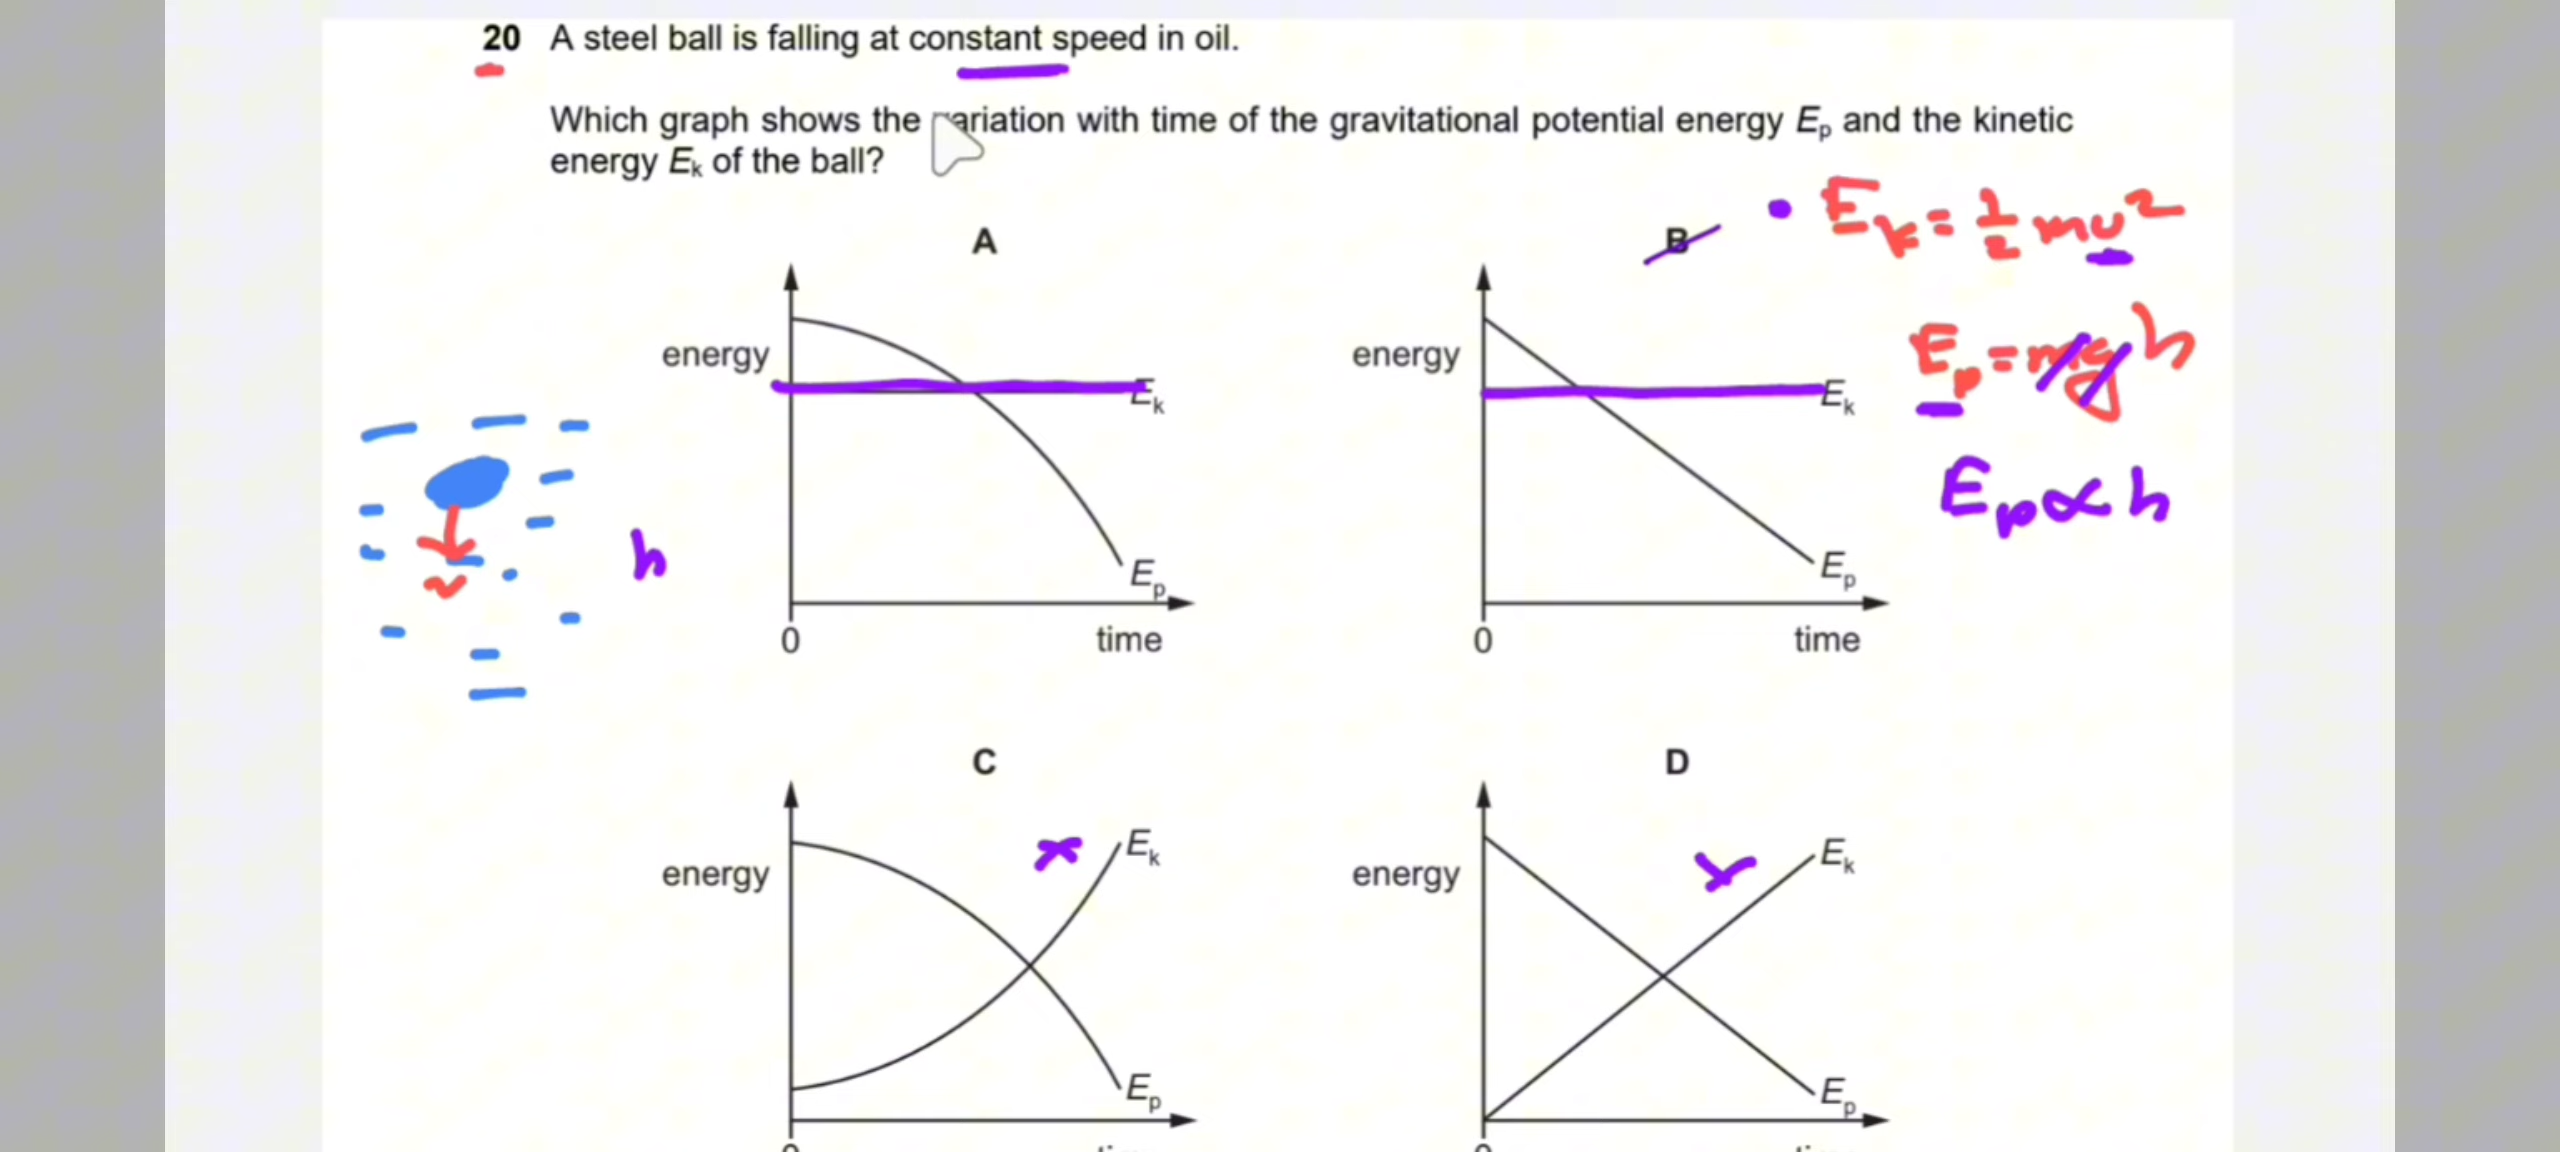 20 A steel ball is falling at constant speed in oil.
Which graph shows the variation with time of the gravitational potential energy Ep and the kinetic
energy Ek of the ball?
A
B
Ek = 1/2 mv2
energy
Ek
Ep
0
time
energy
Ek
Ep
0
time
Ep = mgh
Ep ∝ h
v
h
C
D
energy
Ek
Ep
energy
Ek
Ep